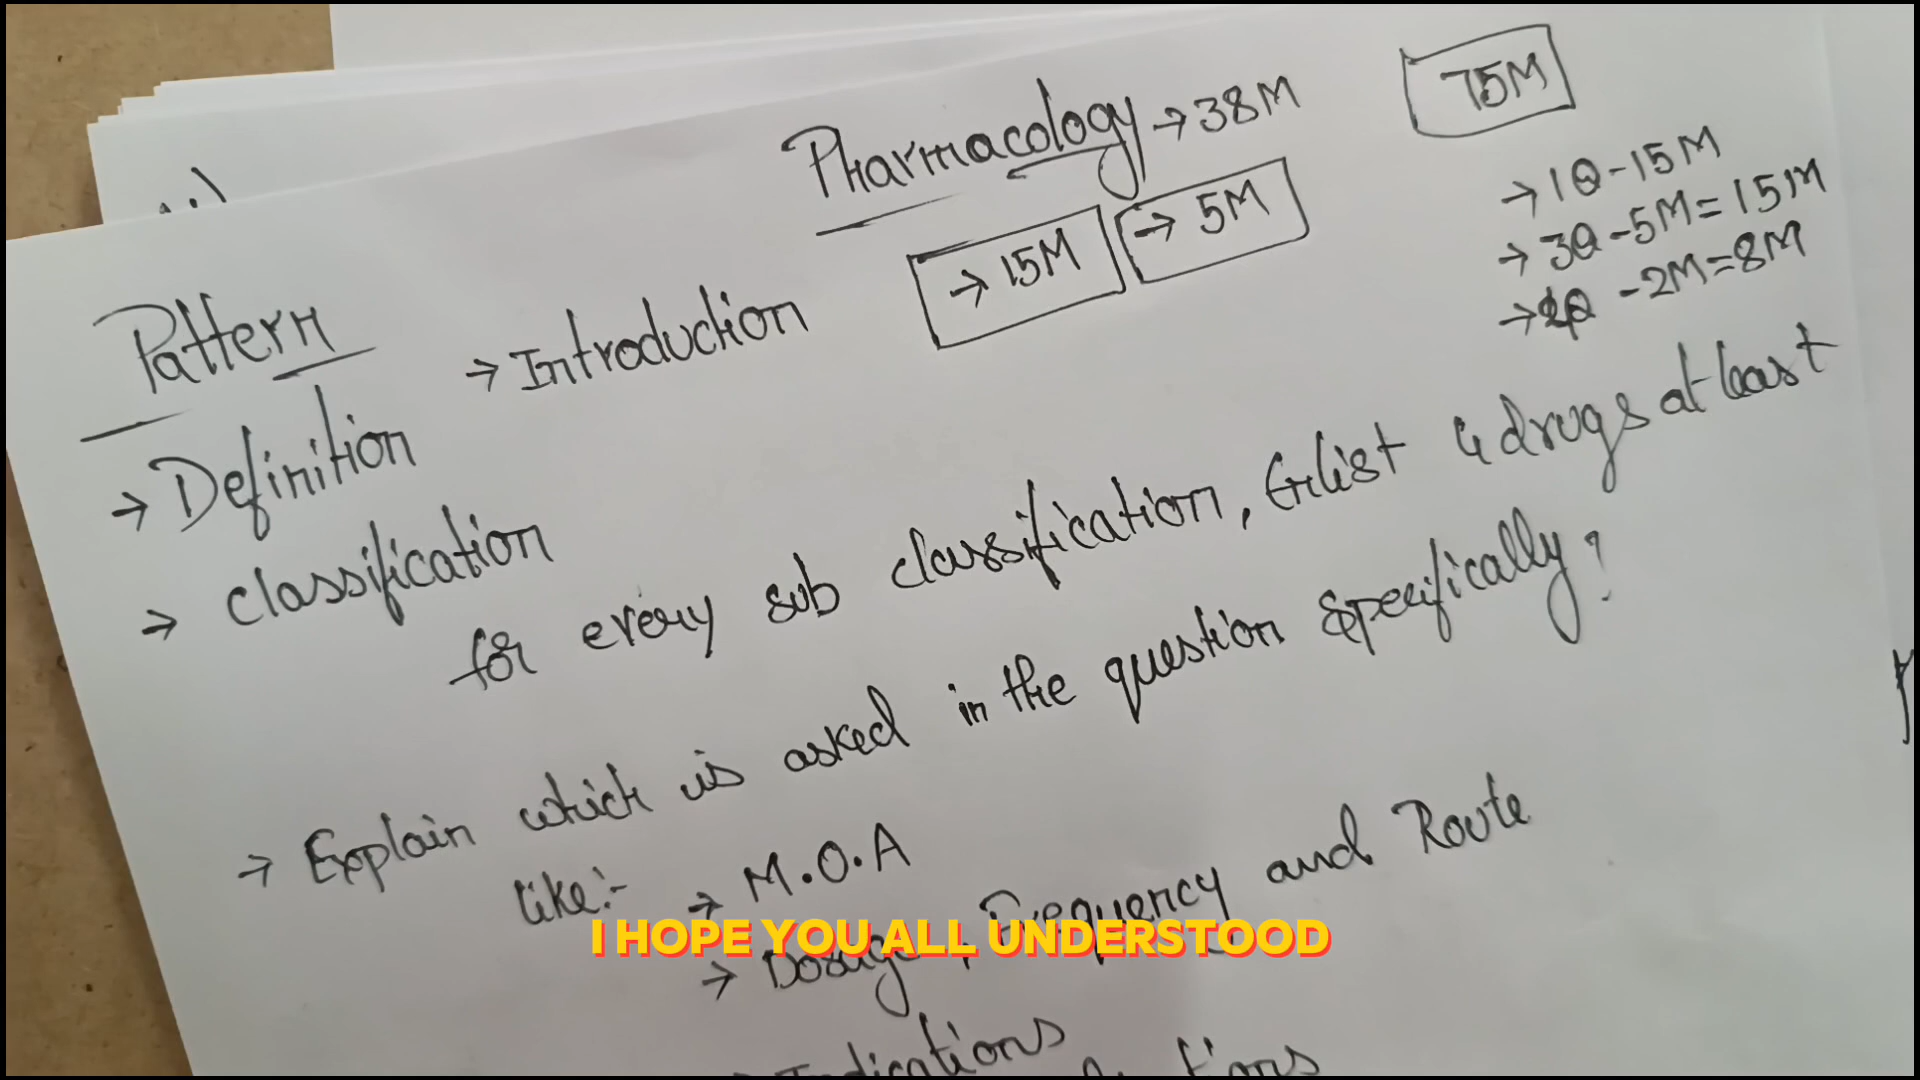 Pharmacology → 38M
75M
→ 15M
→ 5M
→ 1Q - 15M
→ 3Q - 5M = 15M
→ 4Q - 2M = 8M
Pattern
→ Introduction
→ Definition
→ classification
for every sub classification, Enlist 4 drugs at least
→ Explain which is asked in the question specifically?
like:-
→ M.O.A
→ Dosage, Frequency and Route
I HOPE YOU ALL UNDERSTOOD
Indications